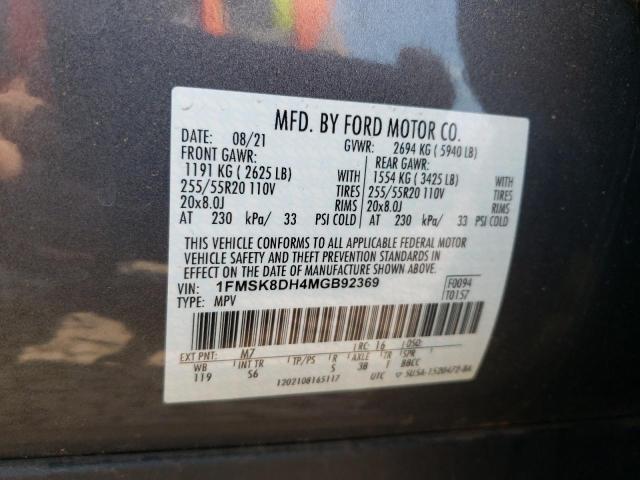 MFD. BY FORD MOTOR CO.
DATE: 08/21 GVWR: 2694 KG ( 5940 LB)
FRONT GAWR: REAR GAWR:
1191 KG ( 2625 LB) WITH 1554 KG ( 3425 LB) WITH
255/55R20 110V TIRES 255/55R20 110V TIRES
20x8.0J RIMS 20x8.0J RIMS
AT 230 kPa/ 33 PSI COLD AT 230 kPa/ 33 PSI COLD
THIS VEHICLE CONFORMS TO ALL APPLICABLE FEDERAL MOTOR
VEHICLE SAFETY AND THEFT PREVENTION STANDARDS IN
EFFECT ON THE DATE OF MANUFACTURE SHOWN ABOVE.
VIN: 1FMSK8DH4MGB92369 F0094
TYPE: MPV T0157
EXT PNT: M7 RC: 16 DSO:
WB INT TR TP/PS R AXLE TR SPR
119 S6 S 38 BBCC
1202108165117 UTC